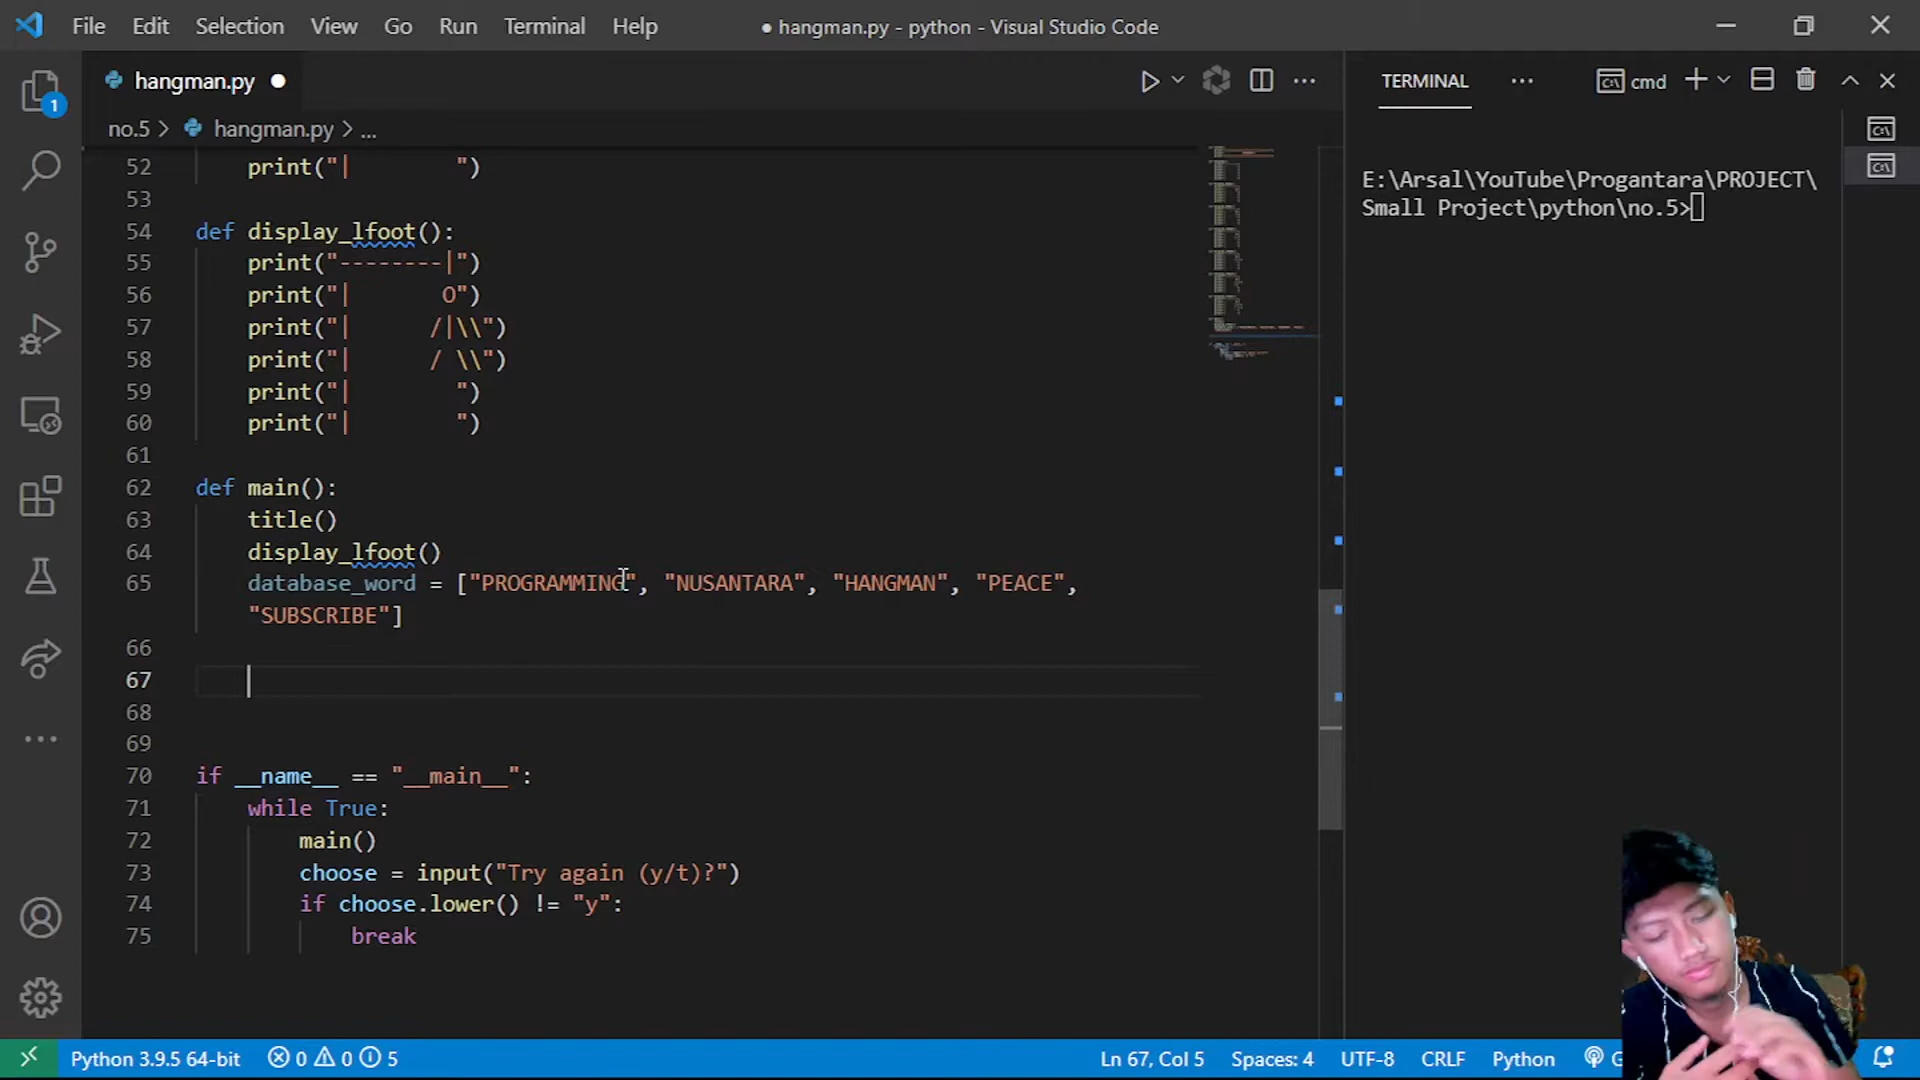 File Edit Selection View Go Run Terminal Help ● hangman.py - python - Visual Studio Code
hangman.py ●
TERMINAL ... cmd
no.5 > hangman.py > ...
52 print("|        ")
53
54 def display_lfoot():
55 print("--------|")
56 print("|       O")
57 print("|      /|\\")
58 print("|      / \\")
59 print("|        ")
60 print("|        ")
61
62 def main():
63 title()
64 display_lfoot()
65 database_word = ["PROGRAMMING", "NUSANTARA", "HANGMAN", "PEACE",
"SUBSCRIBE"]
66
67
68
69
70 if __name__ == "__main__":
71 while True:
72 main()
73 choose = input("Try again (y/t)?")
74 if choose.lower() != "y":
75 break
E:\Arsal\YouTube\Progantara\PROJECT\
Small Project\python\no.5>
1
Python 3.9.5 64-bit 0 0 5 Ln 67, Col 5 Spaces: 4 UTF-8 CRLF Python